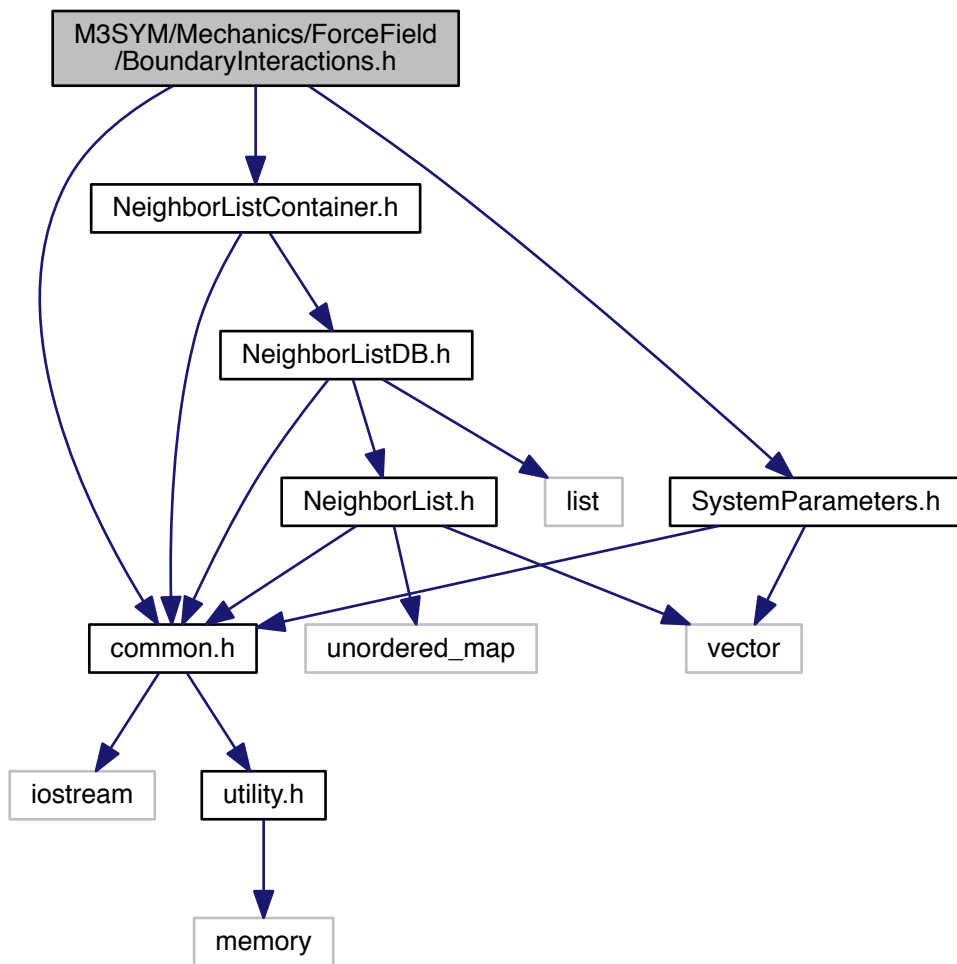 M3SYM/Mechanics/ForceField
/BoundaryInteractions.h
NeighborListContainer.h
NeighborListDB.h
NeighborList.h
list
SystemParameters.h
common.h
unordered_map
vector
iostream
utility.h
memory